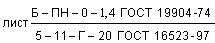 Б – ПН – 0 – 1,4 ГОСТ 19904-74
лист
5 – 11 – Г – 20 ГОСТ 16523-97